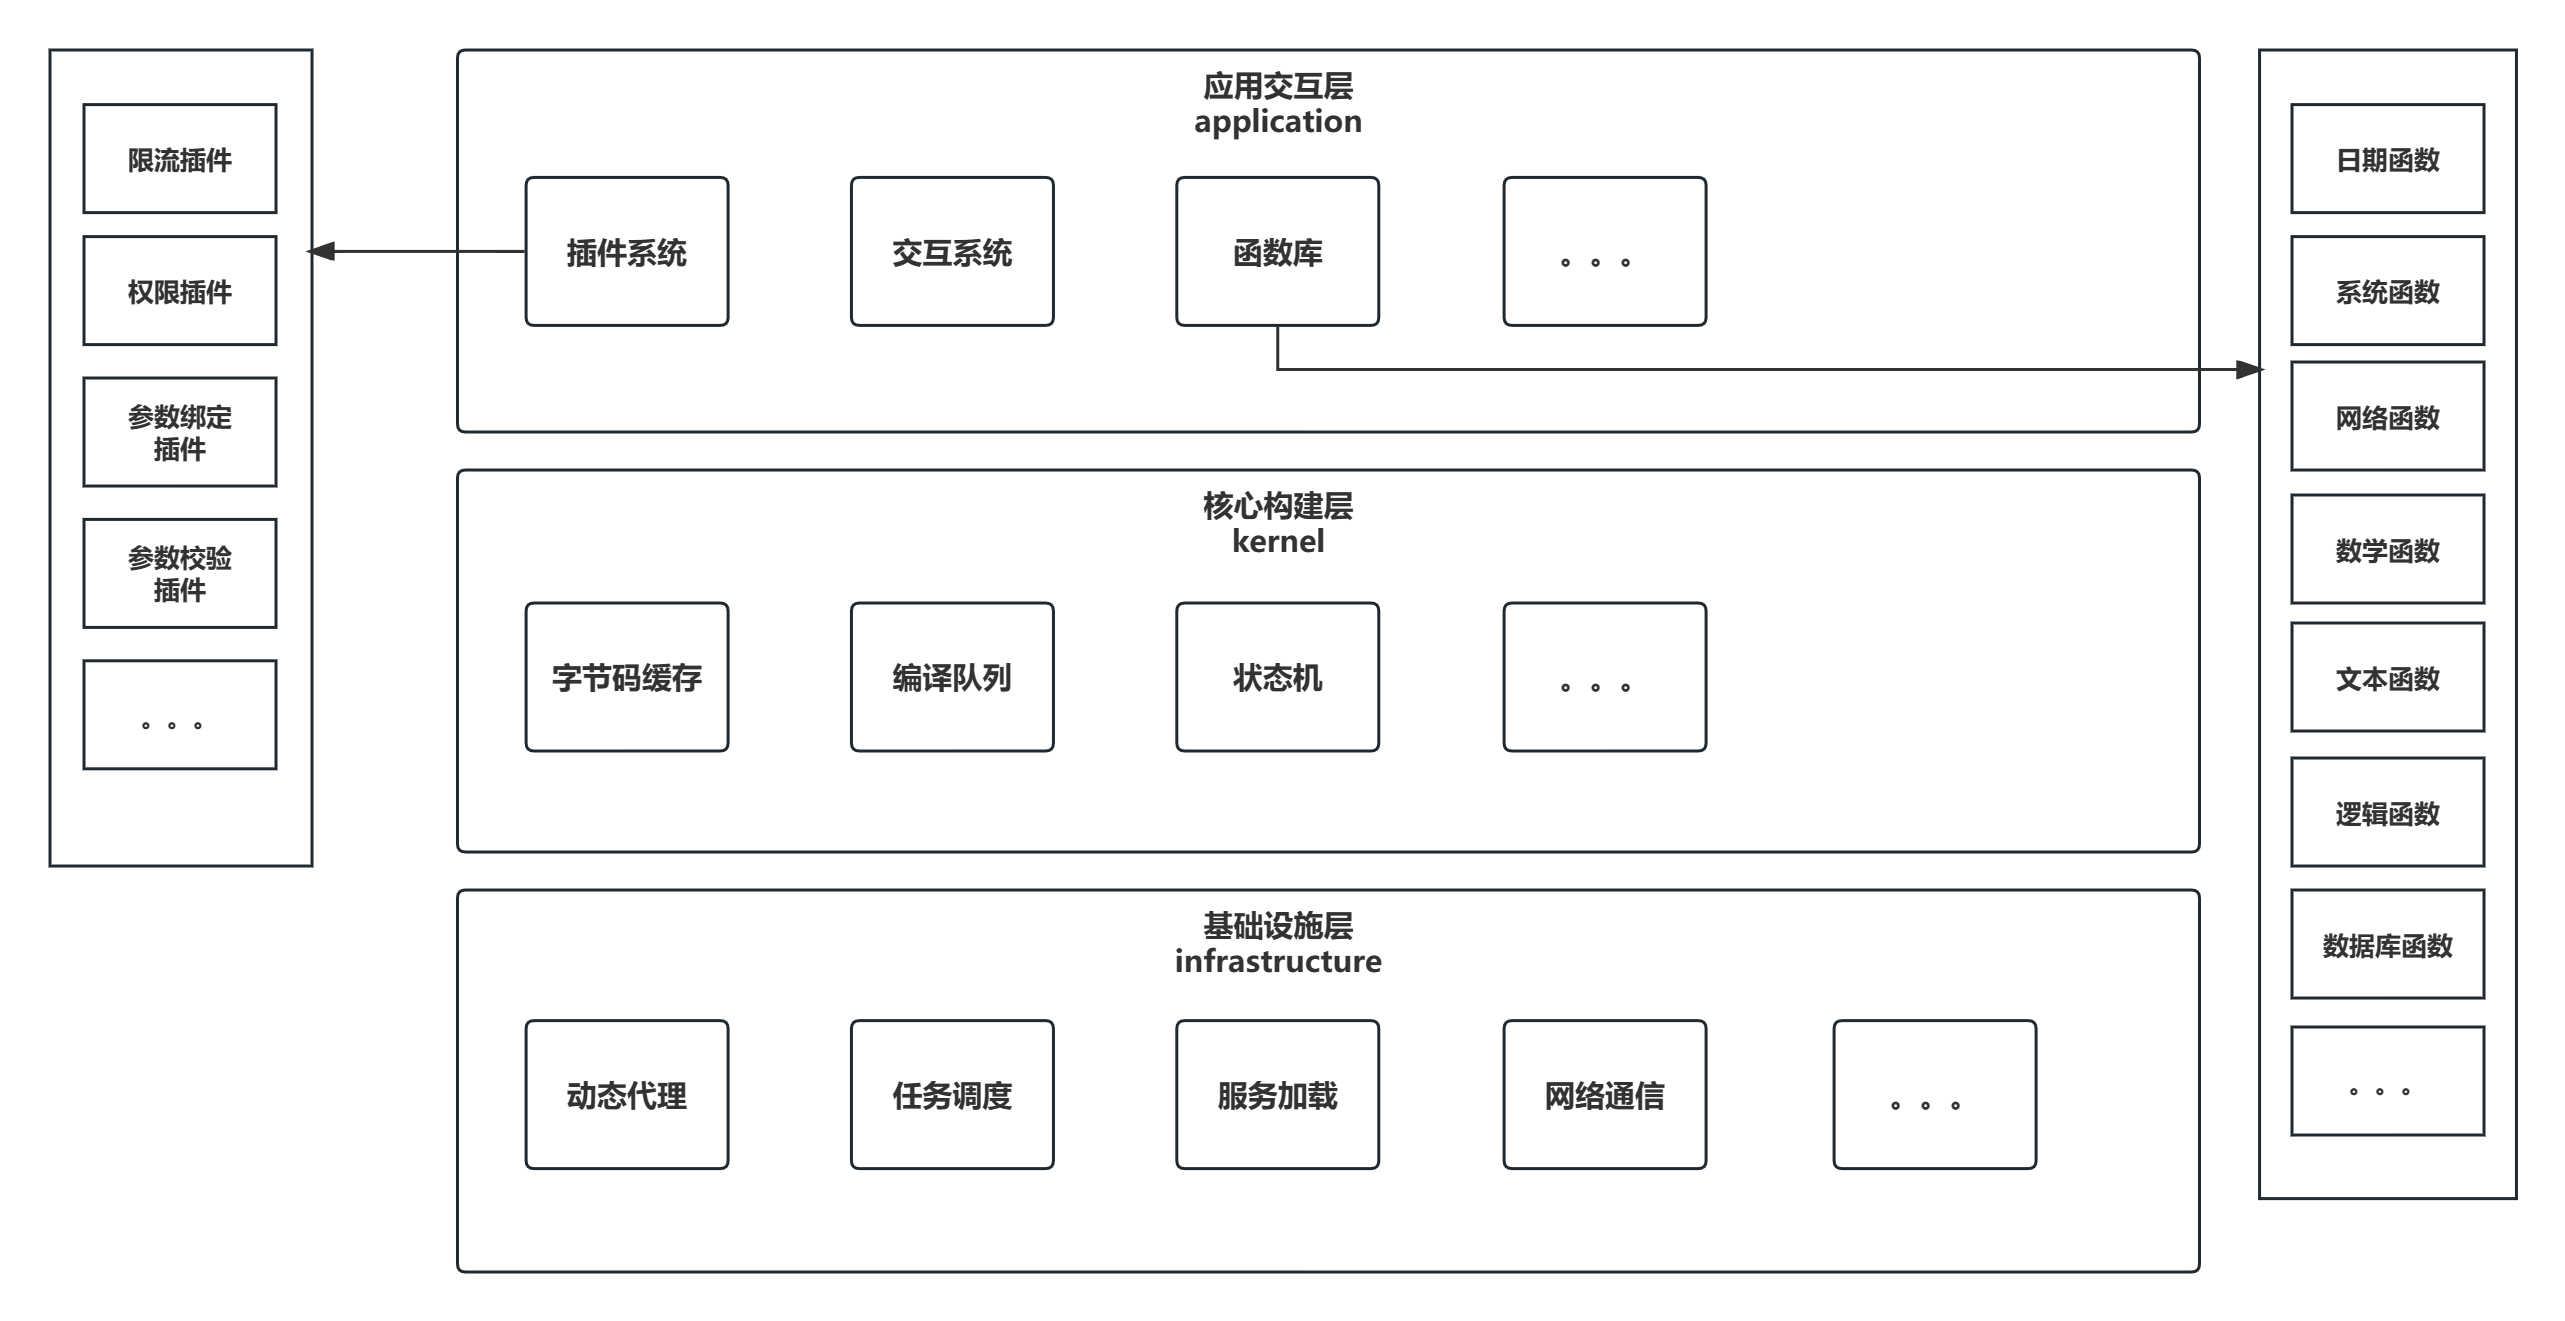 限流插件
权限插件
参数绑定
插件
参数校验
插件
。。。
应用交互层
application
插件系统
交互系统
函数库
。。。
核心构建层
kernel
字节码缓存
编译队列
状态机
。。。
基础设施层
infrastructure
动态代理
任务调度
服务加载
网络通信
。。。
日期函数
系统函数
网络函数
数学函数
文本函数
逻辑函数
数据库函数
。。。